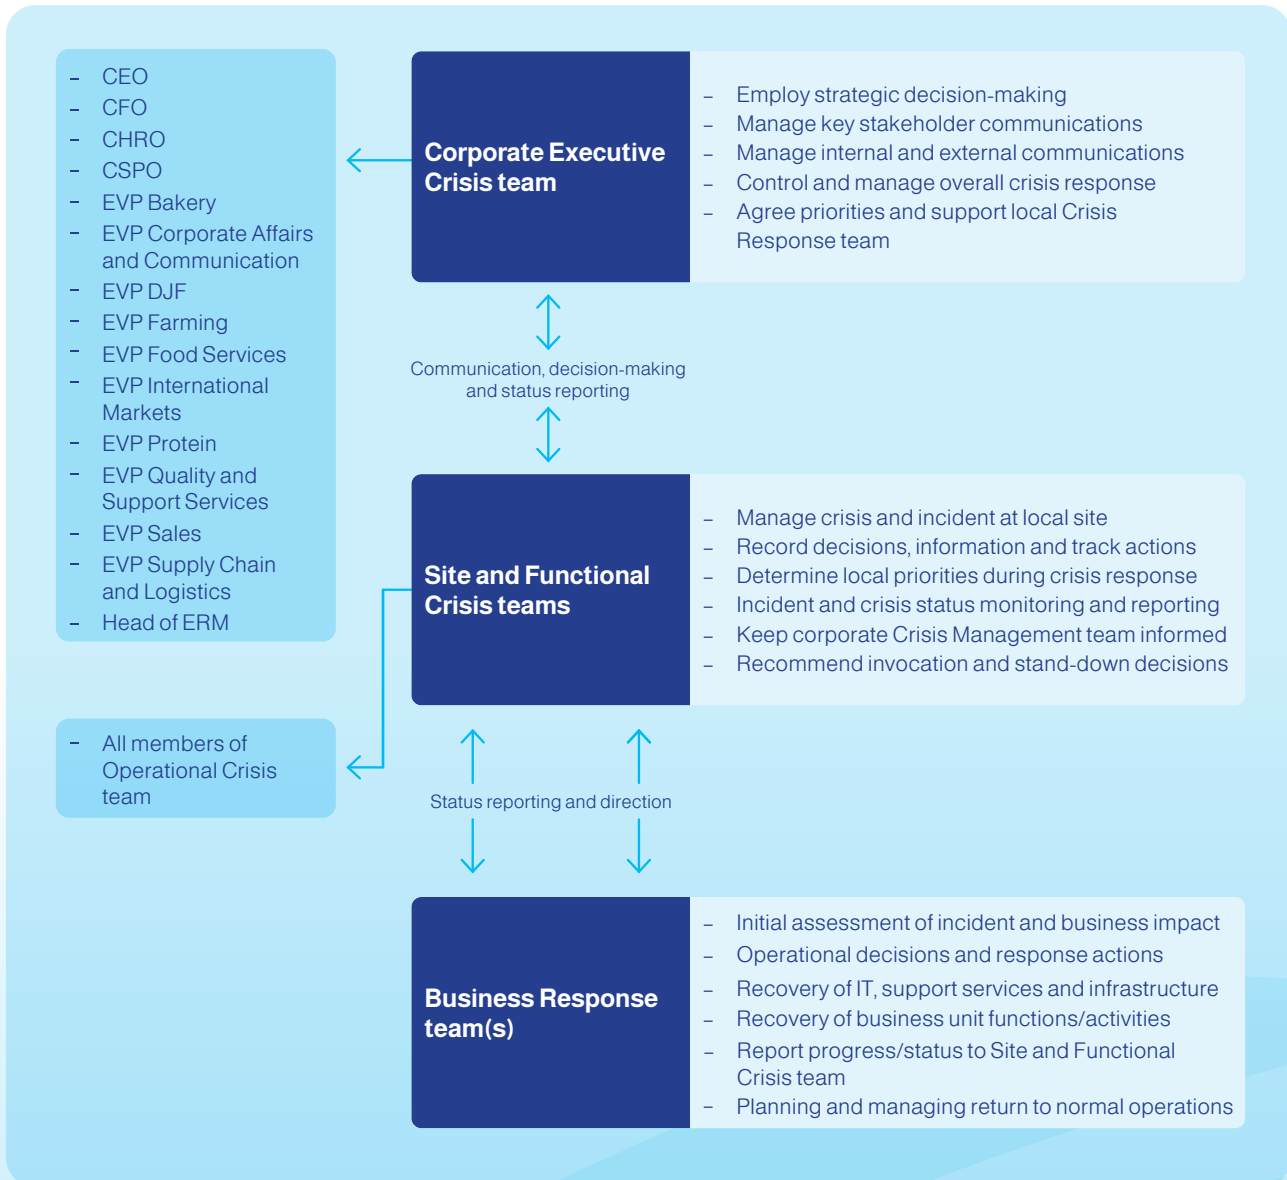 - CEO
- CFO
- CHRO
- CSPO
- EVP Bakery
- EVP Corporate Affairs
and Communication
- EVP DJF
- EVP Farming
- EVP Food Services
- EVP International
Markets
- EVP Protein
- EVP Quality and
Support Services
- EVP Sales
- EVP Supply Chain
and Logistics
- Head of ERM
Corporate Executive
Crisis team
– Employ strategic decision-making
– Manage key stakeholder communications
– Manage internal and external communications
– Control and manage overall crisis response
– Agree priorities and support local Crisis
Response team
Communication, decision-making
and status reporting
Site and Functional
Crisis teams
– Manage crisis and incident at local site
– Record decisions, information and track actions
– Determine local priorities during crisis response
– Incident and crisis status monitoring and reporting
– Keep corporate Crisis Management team informed
– Recommend invocation and stand-down decisions
- All members of
Operational Crisis
team
Status reporting and direction
Business Response
team(s)
– Initial assessment of incident and business impact
– Operational decisions and response actions
– Recovery of IT, support services and infrastructure
– Recovery of business unit functions/activities
– Report progress/status to Site and Functional
Crisis team
– Planning and managing return to normal operations